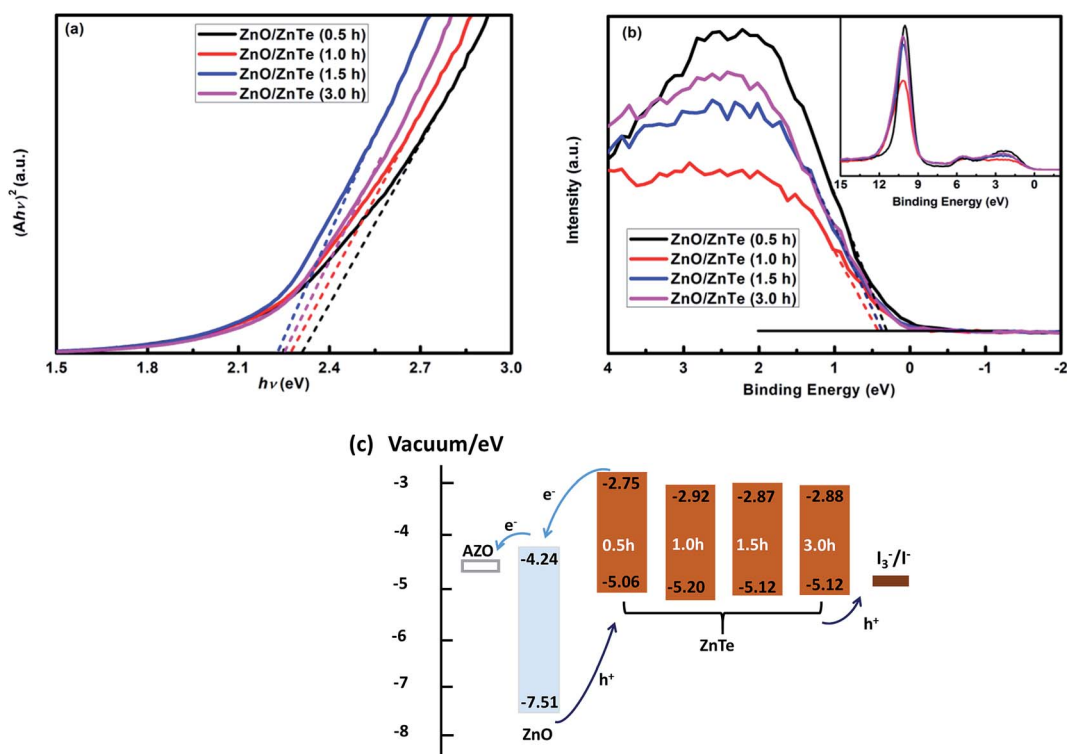 (a)
ZnO/ZnTe (0.5 h)
ZnO/ZnTe (1.0 h)
ZnO/ZnTe (1.5 h)
ZnO/ZnTe (3.0 h)
(Ahν)² (a.u.)
1.5 1.8 2.1 2.4 2.7 3.0
hν (eV)
(b)
15 12 9 6 3 0
Binding Energy (eV)
ZnO/ZnTe (0.5 h)
ZnO/ZnTe (1.0 h)
ZnO/ZnTe (1.5 h)
ZnO/ZnTe (3.0 h)
Intensity (a.u.)
4 3 2 1 0 -1 -2
Binding Energy (eV)
(c) Vacuum/eV
-3
-4
-5
-6
-7
-8
AZO
e⁻
e⁻
-4.24
-7.51
ZnO
h⁺
-2.75
0.5h
-5.06
-2.92
1.0h
-5.20
-2.87
1.5h
-5.12
-2.88
3.0h
-5.12
ZnTe
h⁺
I₃⁻/I⁻